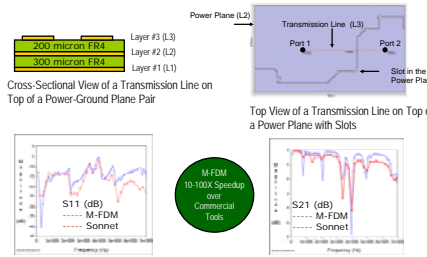 Layer #3 (L3)
200 micron FR4
Layer #2 (L2)
300 micron FR4
Layer #1 (L1)
Cross-Sectional View of a Transmission Line on
Top of a Power-Ground Plane Pair
Power Plane (L2)
Transmission Line (L3)
Port 1
Port 2
Slot in the
Power Pla
Top View of a Transmission Line on Top o
a Power Plane with Slots
S11 (dB)
M-FDM
Sonnet
Frequency (Hz)
M-FDM
10-100X Speedup
over
Commercial
Tools
S21 (dB)
M-FDM
Sonnet
Frequency (Hz)